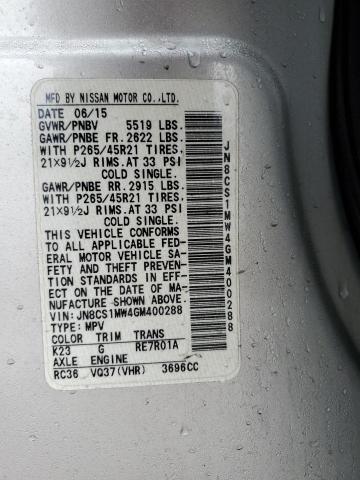 MFD BY NISSAN MOTOR CO.,LTD.
DATE 06/15
GVWR/PNBV 5519 LBS.
GAWR/PNBE FR.2622 LBS.
WITH P265/45R21 TIRES.
21×9½J RIMS.AT 33 PSI
COLD SINGLE.
GAWR/PNBE RR.2915 LBS.
WITH P265/45R21 TIRES.
21×9½J RIMS.AT 33 PSI
COLD SINGLE.
THIS VEHICLE CONFORMS
TO ALL APPLICABLE FED-
ERAL MOTOR VEHICLE SA-
FETY AND THEFT PREVEN-
TION STANDARDS IN EFF-
ECT ON THE DATE OF MA-
NUFACTURE SHOWN ABOVE.
VIN:JN8CS1MW4GM400288
TYPE:MPV
COLOR TRIM TRANS
K23 G RE7R01A
AXLE ENGINE
RC36 VQ37(VHR) 3696CC
JN8CS1MW4GM400288